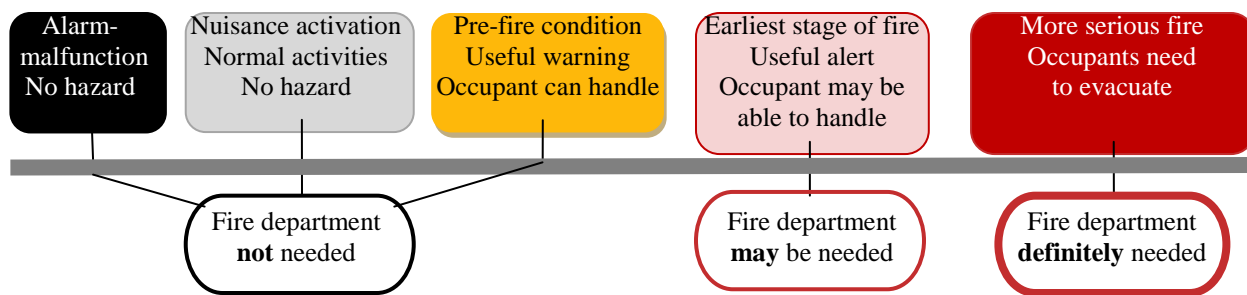 Alarm-
malfunction
No hazard
Nuisance activation
Normal activities
No hazard
Pre-fire condition
Useful warning
Occupant can handle
Earliest stage of fire
Useful alert
Occupant may be
able to handle
More serious fire
Occupants need
to evacuate
Fire department
not needed
Fire department
may be needed
Fire department
definitely needed